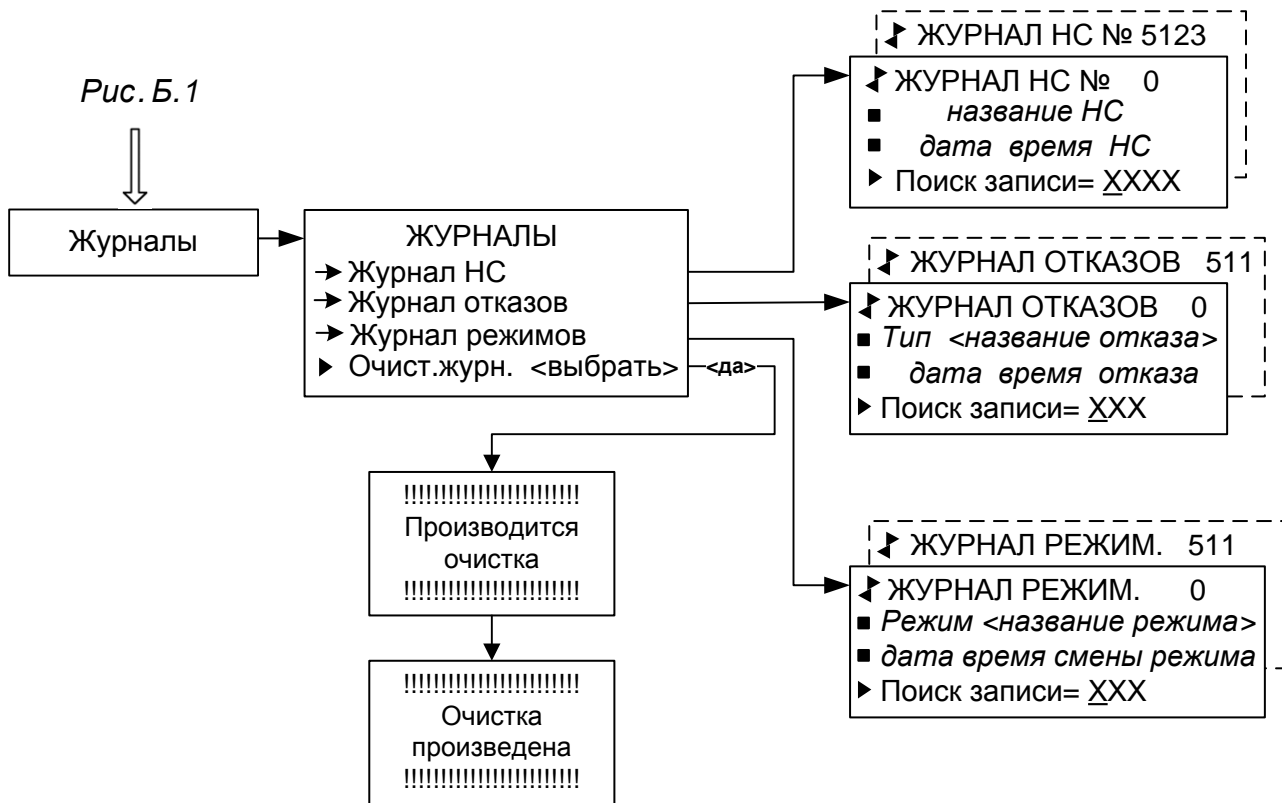 Рис. Б.1
Журналы
ЖУРНАЛЫ
Журнал НС
Журнал отказов
Журнал режимов
Очист.журн. <выбрать>
<да>
!!!!!!!!!!!!!!!!!!!!!!!
Производится
очистка
!!!!!!!!!!!!!!!!!!!!!!!
!!!!!!!!!!!!!!!!!!!!!!!
Очистка
произведена
!!!!!!!!!!!!!!!!!!!!!!!
ЖУРНАЛ НС № 5123
ЖУРНАЛ НС № 0
название НС
дата время НС
Поиск записи= XXXX
ЖУРНАЛ ОТКАЗОВ 511
ЖУРНАЛ ОТКАЗОВ 0
Тип <название отказа>
дата время отказа
Поиск записи= XXX
ЖУРНАЛ РЕЖИМ. 511
ЖУРНАЛ РЕЖИМ. 0
Режим <название режима>
дата время смены режима
Поиск записи= XXX